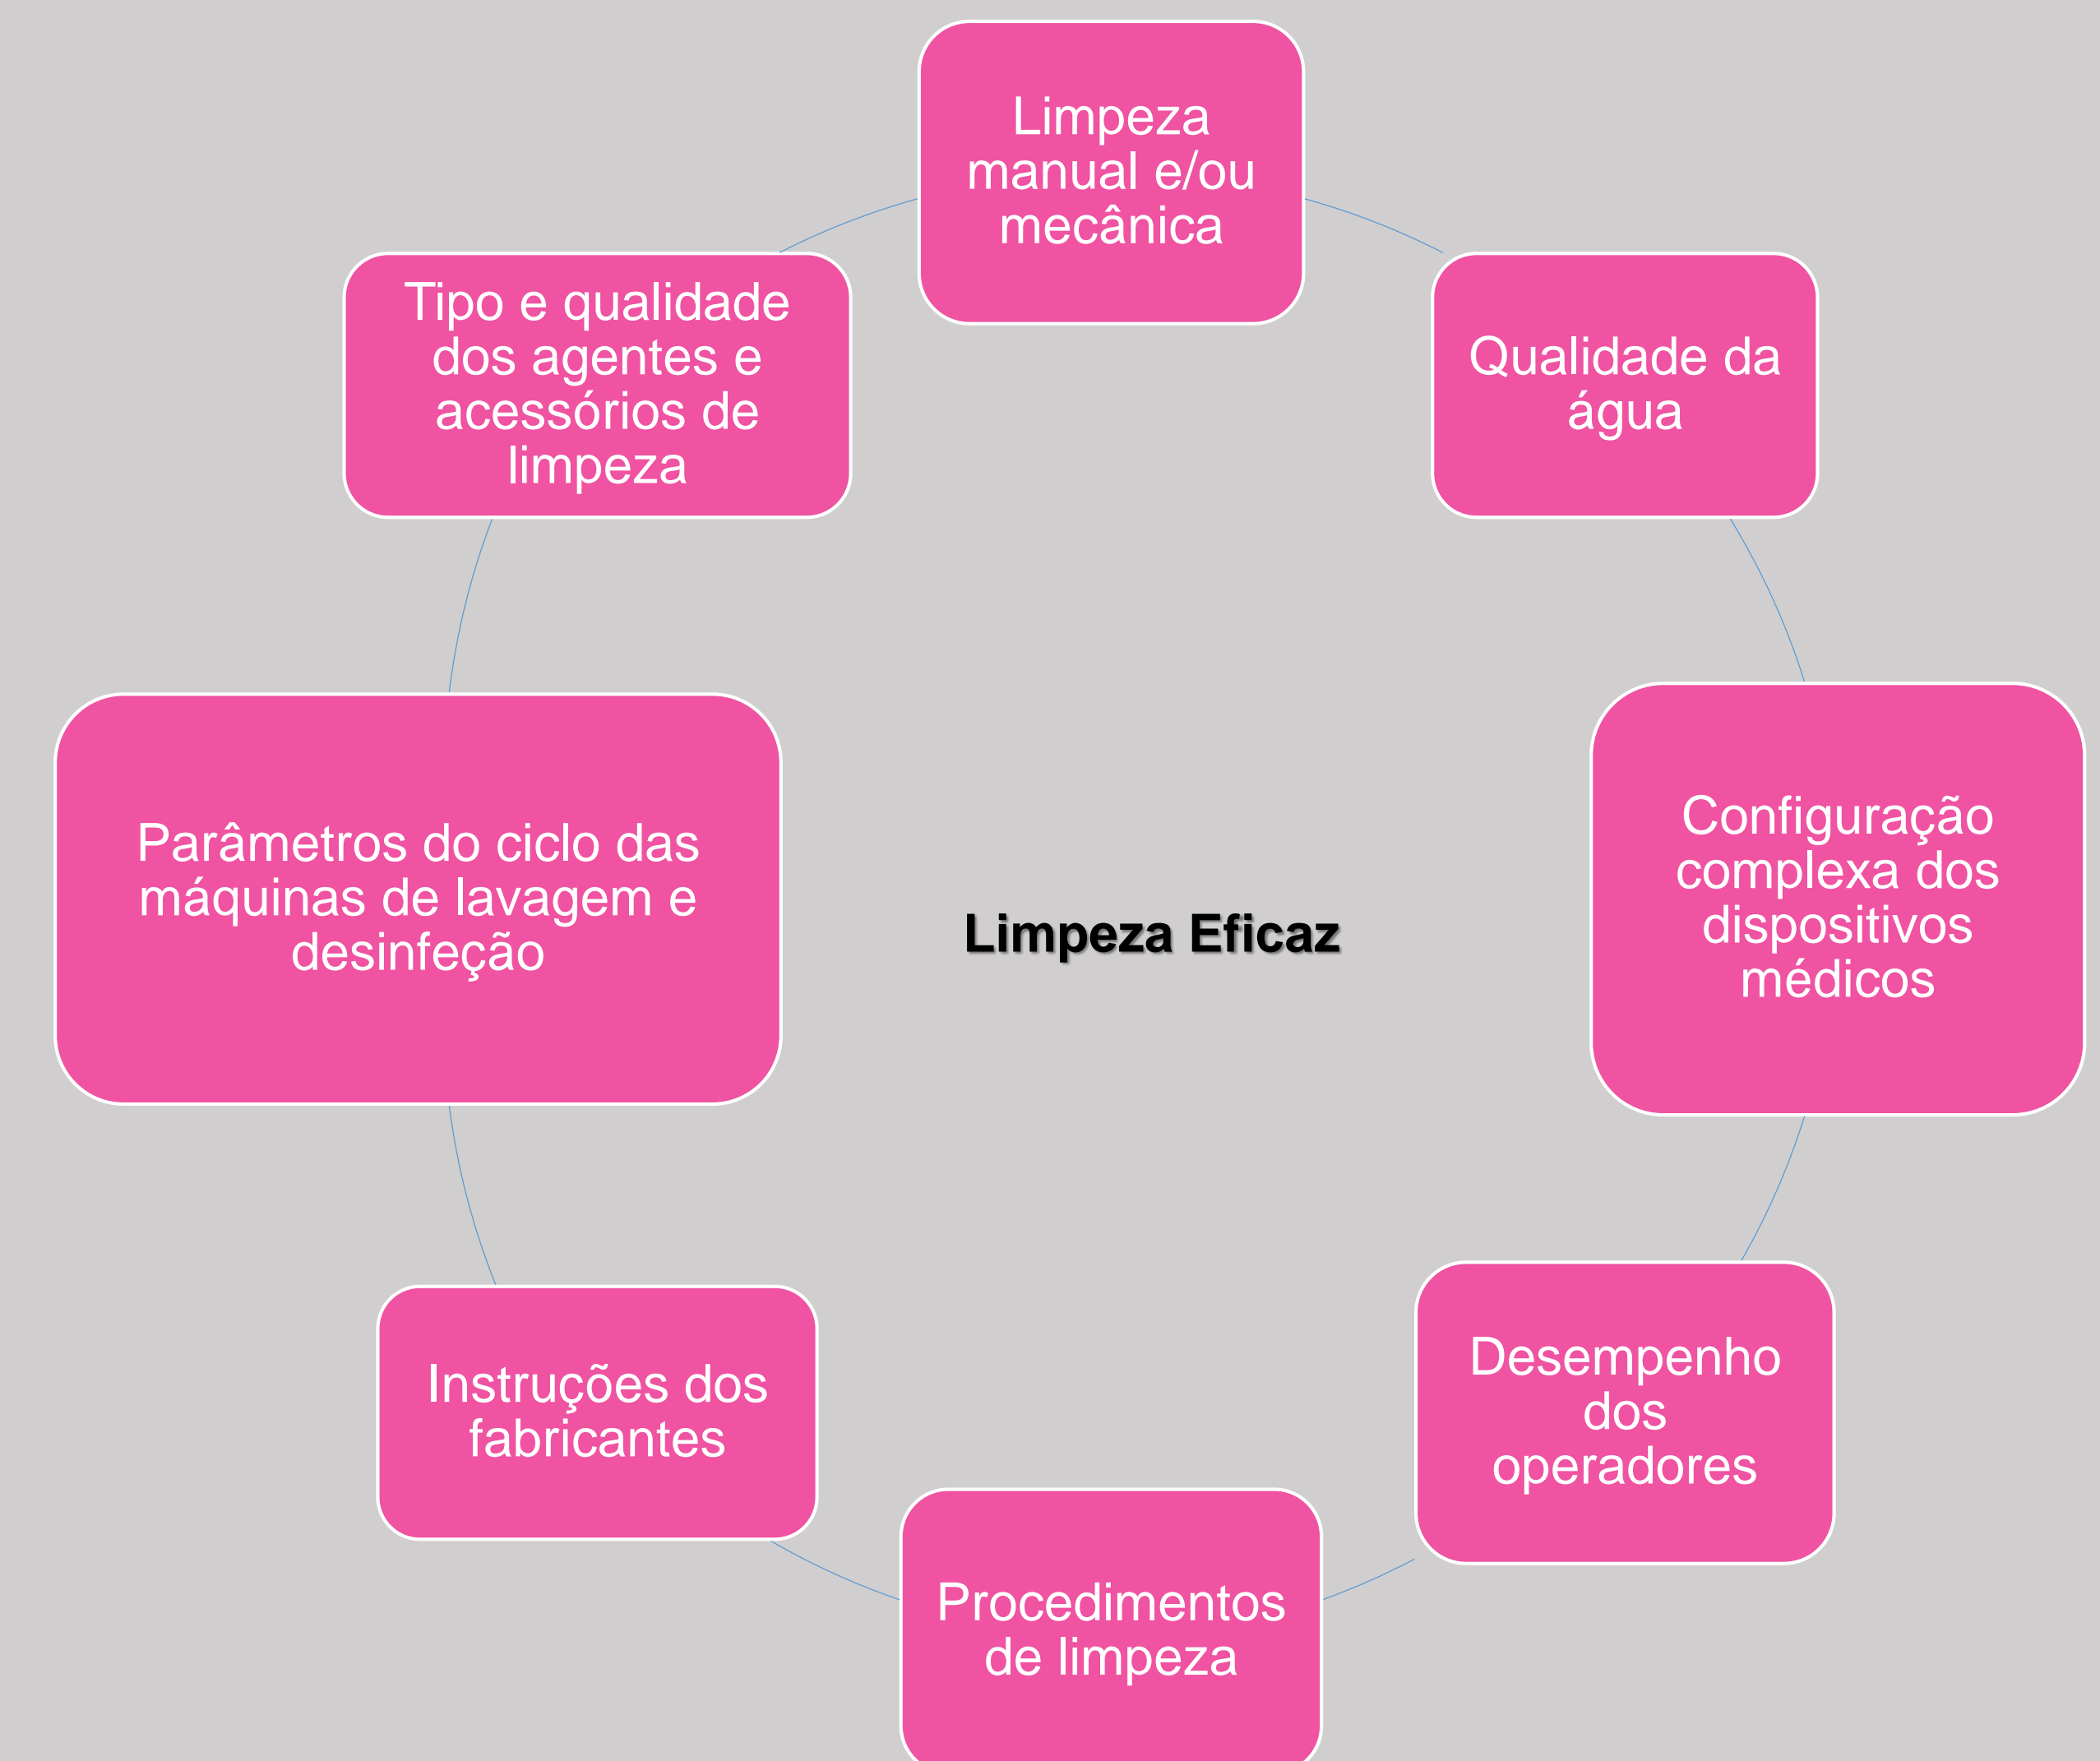 Limpeza
manual e/ou
mecânica
Qualidade da
água
Configuração
complexa dos
dispositivos
médicos
Desempenho
dos
operadores
Procedimentos
de limpeza
Instruções dos
fabricantes
Parâmetros do ciclo das
máquinas de lavagem e
desinfeção
Tipo e qualidade
dos agentes e
acessórios de
limpeza
Limpeza Eficaz